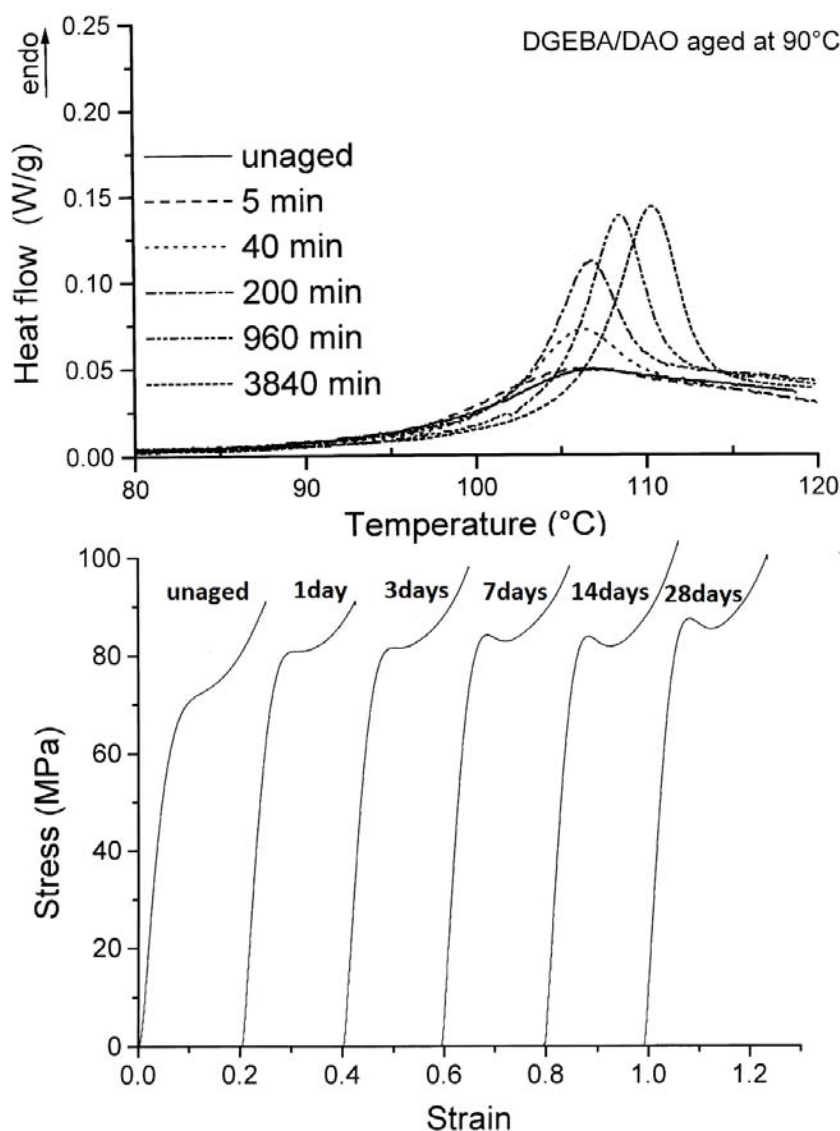 0.25
0.20
0.15
0.10
0.05
0.00
endo
Heat flow (W/g)
DGEBA/DAO aged at 90°C
unaged
5 min
40 min
200 min
960 min
3840 min
80
90
100
110
120
Temperature (°C)
100
80
60
40
20
0
Stress (MPa)
unaged
1day
3days
7days
14days
28days
0.0
0.2
0.4
0.6
0.8
1.0
1.2
Strain